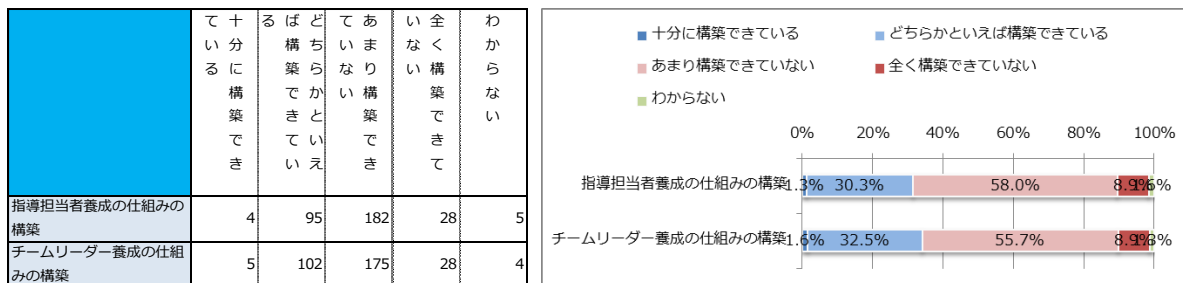 十分に構築できている
どちらかといえば構築できている
あまり構築できていない
全く構築できていない
わからない
指導担当者養成の仕組みの
構築
4 95 182 28 5
チームリーダー養成の仕組
みの構築
5 102 175 28 4
十分に構築できている どちらかといえば構築できている
あまり構築できていない 全く構築できていない
わからない
0% 20% 40% 60% 80% 100%
指導担当者養成の仕組みの構築 1.3% 30.3% 58.0% 8.9% 1.6%
チームリーダー養成の仕組みの構築 1.6% 32.5% 55.7% 8.9% 1.3%